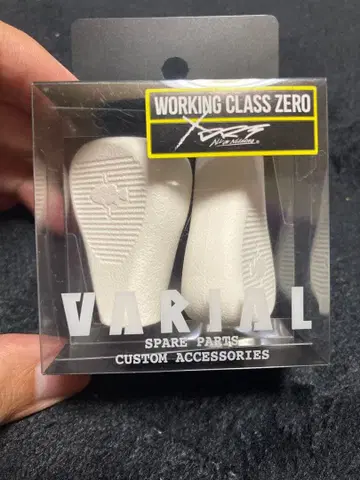 WORKING CLASS ZERO
VARIAL
SPARE PARTS
CUSTOM ACCESSORIES